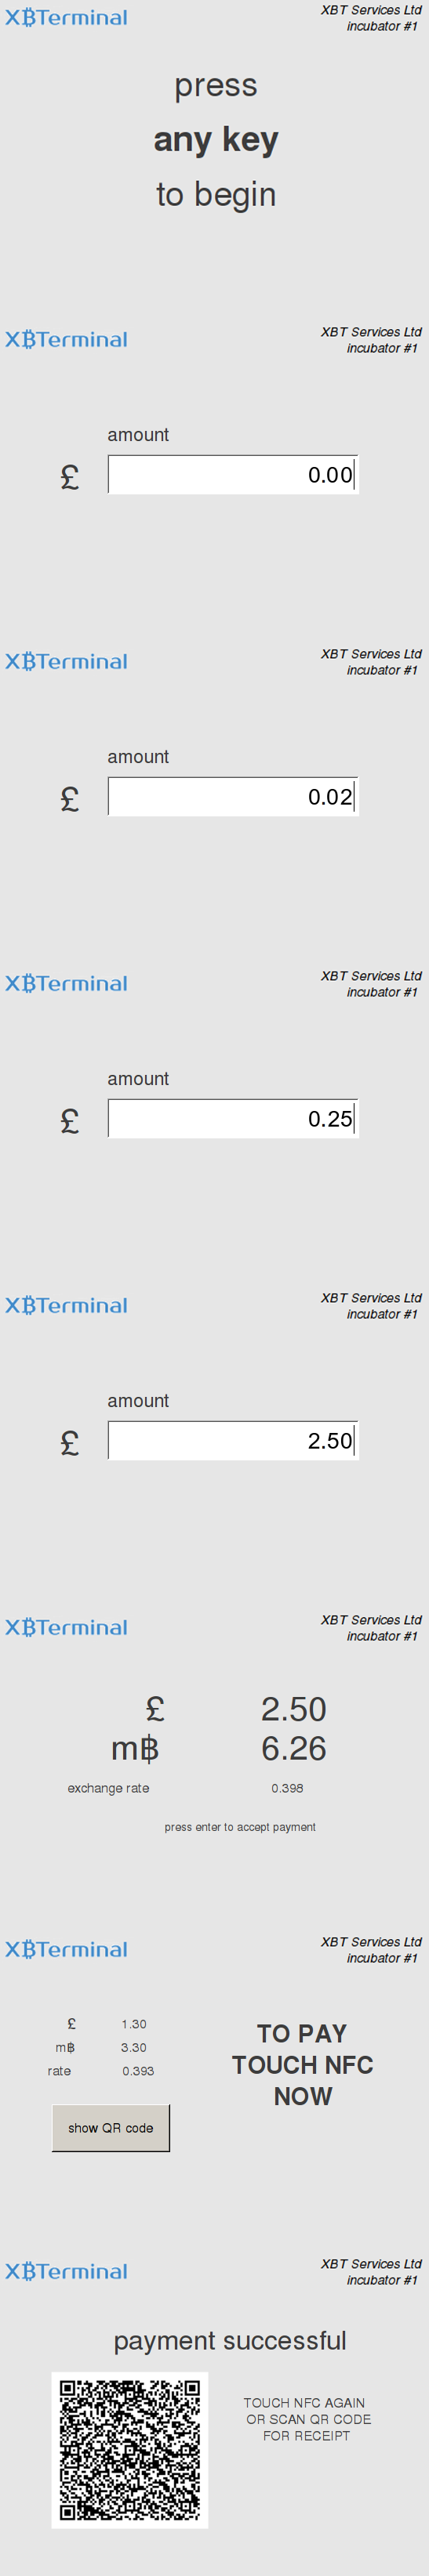 X฿Terminal
XBT Services Ltd
incubator #1
press
any key
to begin
X฿Terminal
XBT Services Ltd
incubator #1
amount
£ 0.00
X฿Terminal
XBT Services Ltd
incubator #1
amount
£ 0.02
X฿Terminal
XBT Services Ltd
incubator #1
amount
£ 0.25
X฿Terminal
XBT Services Ltd
incubator #1
amount
£ 2.50
X฿Terminal
XBT Services Ltd
incubator #1
£ 2.50
m฿ 6.26
exchange rate 0.398
press enter to accept payment
X฿Terminal
XBT Services Ltd
incubator #1
£ 1.30
m฿ 3.30
rate 0.393
show QR code
TO PAY
TOUCH NFC
NOW
X฿Terminal
XBT Services Ltd
incubator #1
payment successful
TOUCH NFC AGAIN
OR SCAN QR CODE
FOR RECEIPT